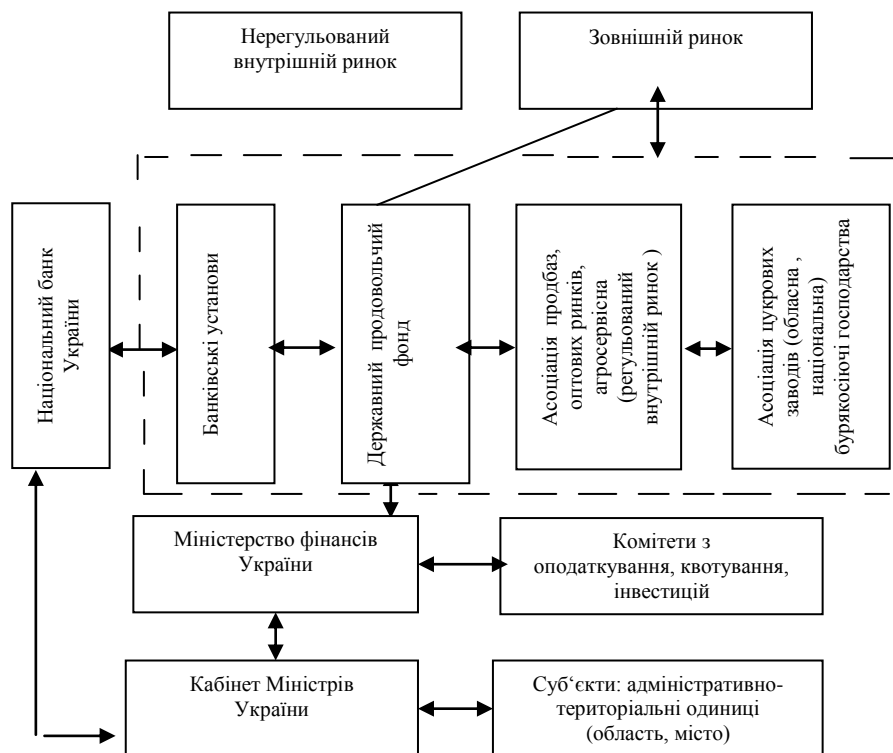 Нерегульований
внутрішній ринок
Зовнішній ринок
Національний банк
України
Банківські установи
Державний продовольчий
фонд
Асоціація продбаз,
оптових ринків,
агросервісна
(регульований
внутрішній ринок )
Асоціація цукрових
заводів (обласна ,
національна)
бурякосіючі господарства
Міністерство фінансів
України
Комітети з
оподаткування, квотування,
інвестицій
Кабінет Міністрів
України
Суб‘єкти: адміністративно-
територіальні одиниці
(область, місто)